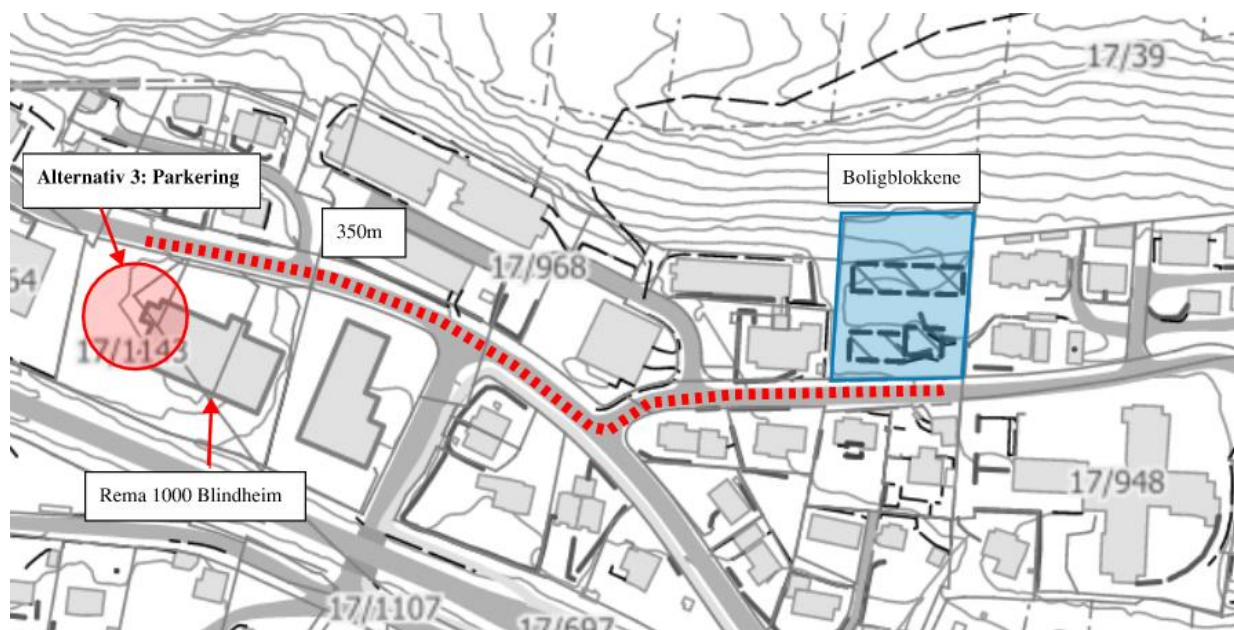 17/39
Alternativ 3: Parkering
Boligblokkene
350m
17/968
64
17/1143
Rema 1000 Blindheim
17/948
17/1107
17/697